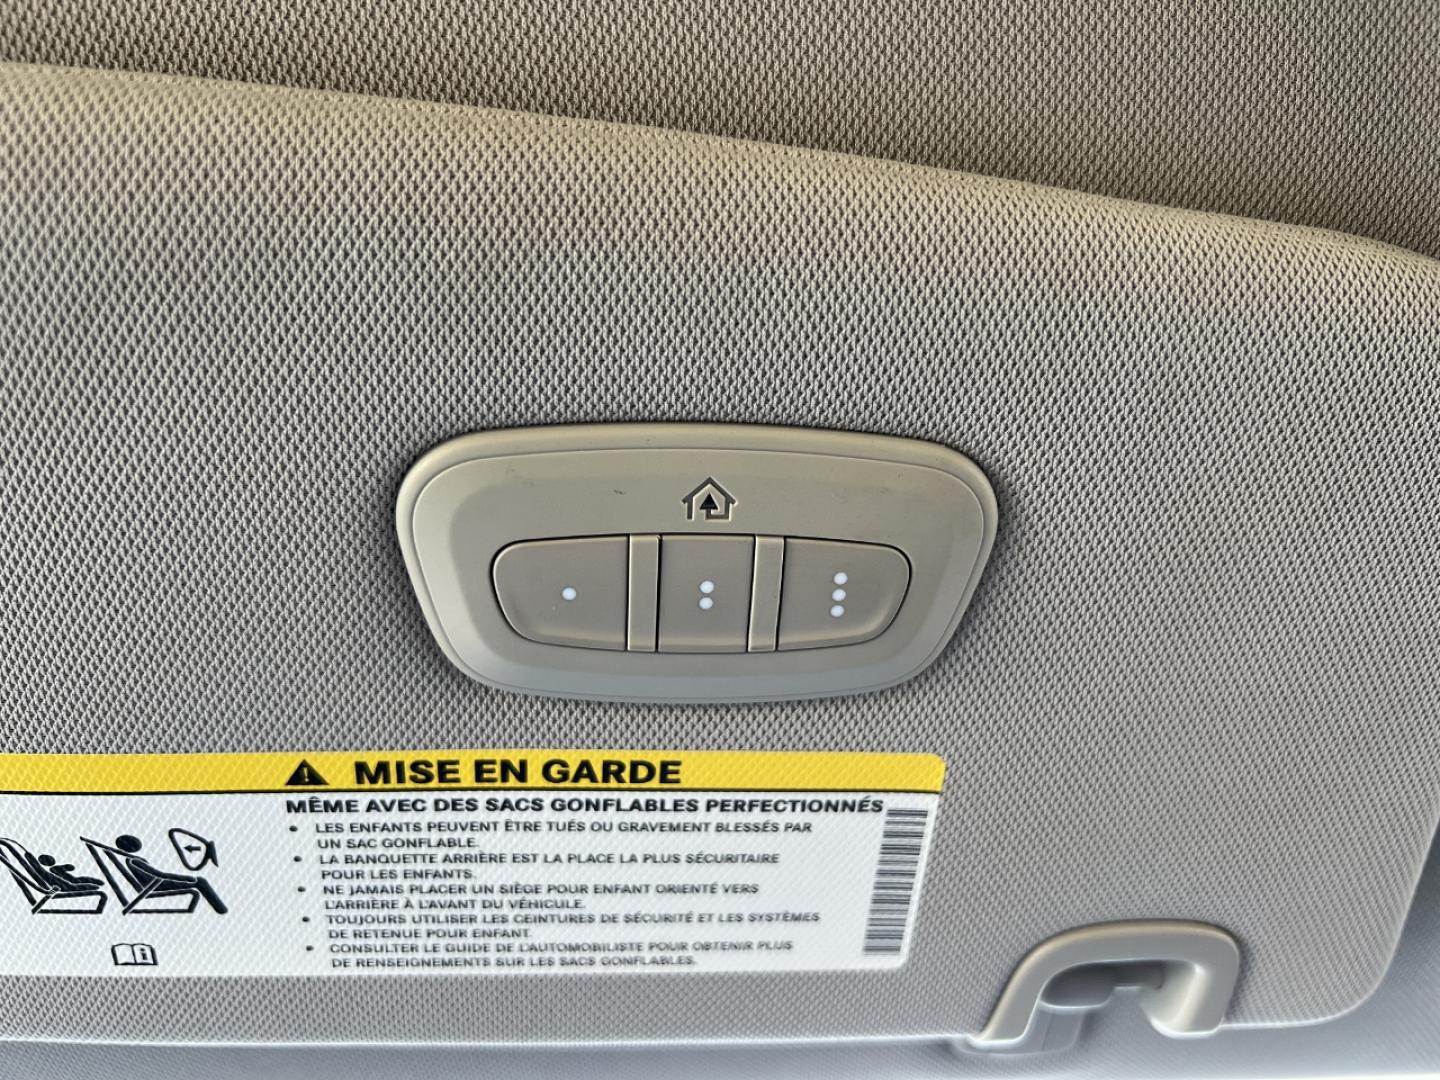 MISE EN GARDE
MÊME AVEC DES SACS GONFLABLES PERFECTIONNÉS
• LES ENFANTS PEUVENT ÊTRE TUÉS OU GRAVEMENT BLESSÉS PAR
UN SAC GONFLABLE.
• LA BANQUETTE ARRIÈRE EST LA PLACE LA PLUS SÉCURITAIRE
POUR LES ENFANTS.
• NE JAMAIS PLACER UN SIÈGE POUR ENFANT ORIENTÉ VERS
L'ARRIÈRE À L'AVANT DU VÉHICULE.
• TOUJOURS UTILISER LES CEINTURES DE SÉCURITÉ ET LES SYSTÈMES
DE RETENUE POUR ENFANT.
• CONSULTER LE GUIDE DE L'AUTOMOBILISTE POUR OBTENIR PLUS
DE RENSEIGNEMENTS SUR LES SACS GONFLABLES.